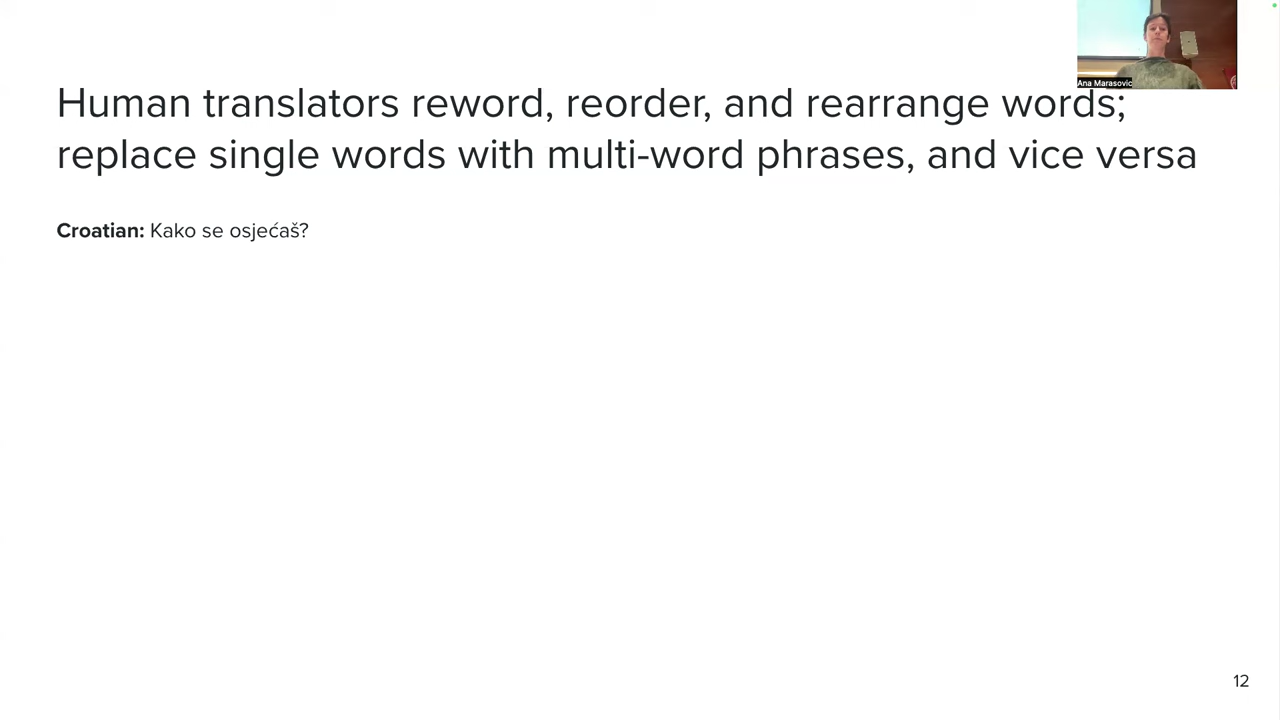 Ana Marasovic
Human translators reword, reorder, and rearrange words;
replace single words with multi-word phrases, and vice versa
Croatian: Kako se osjećaš?
12